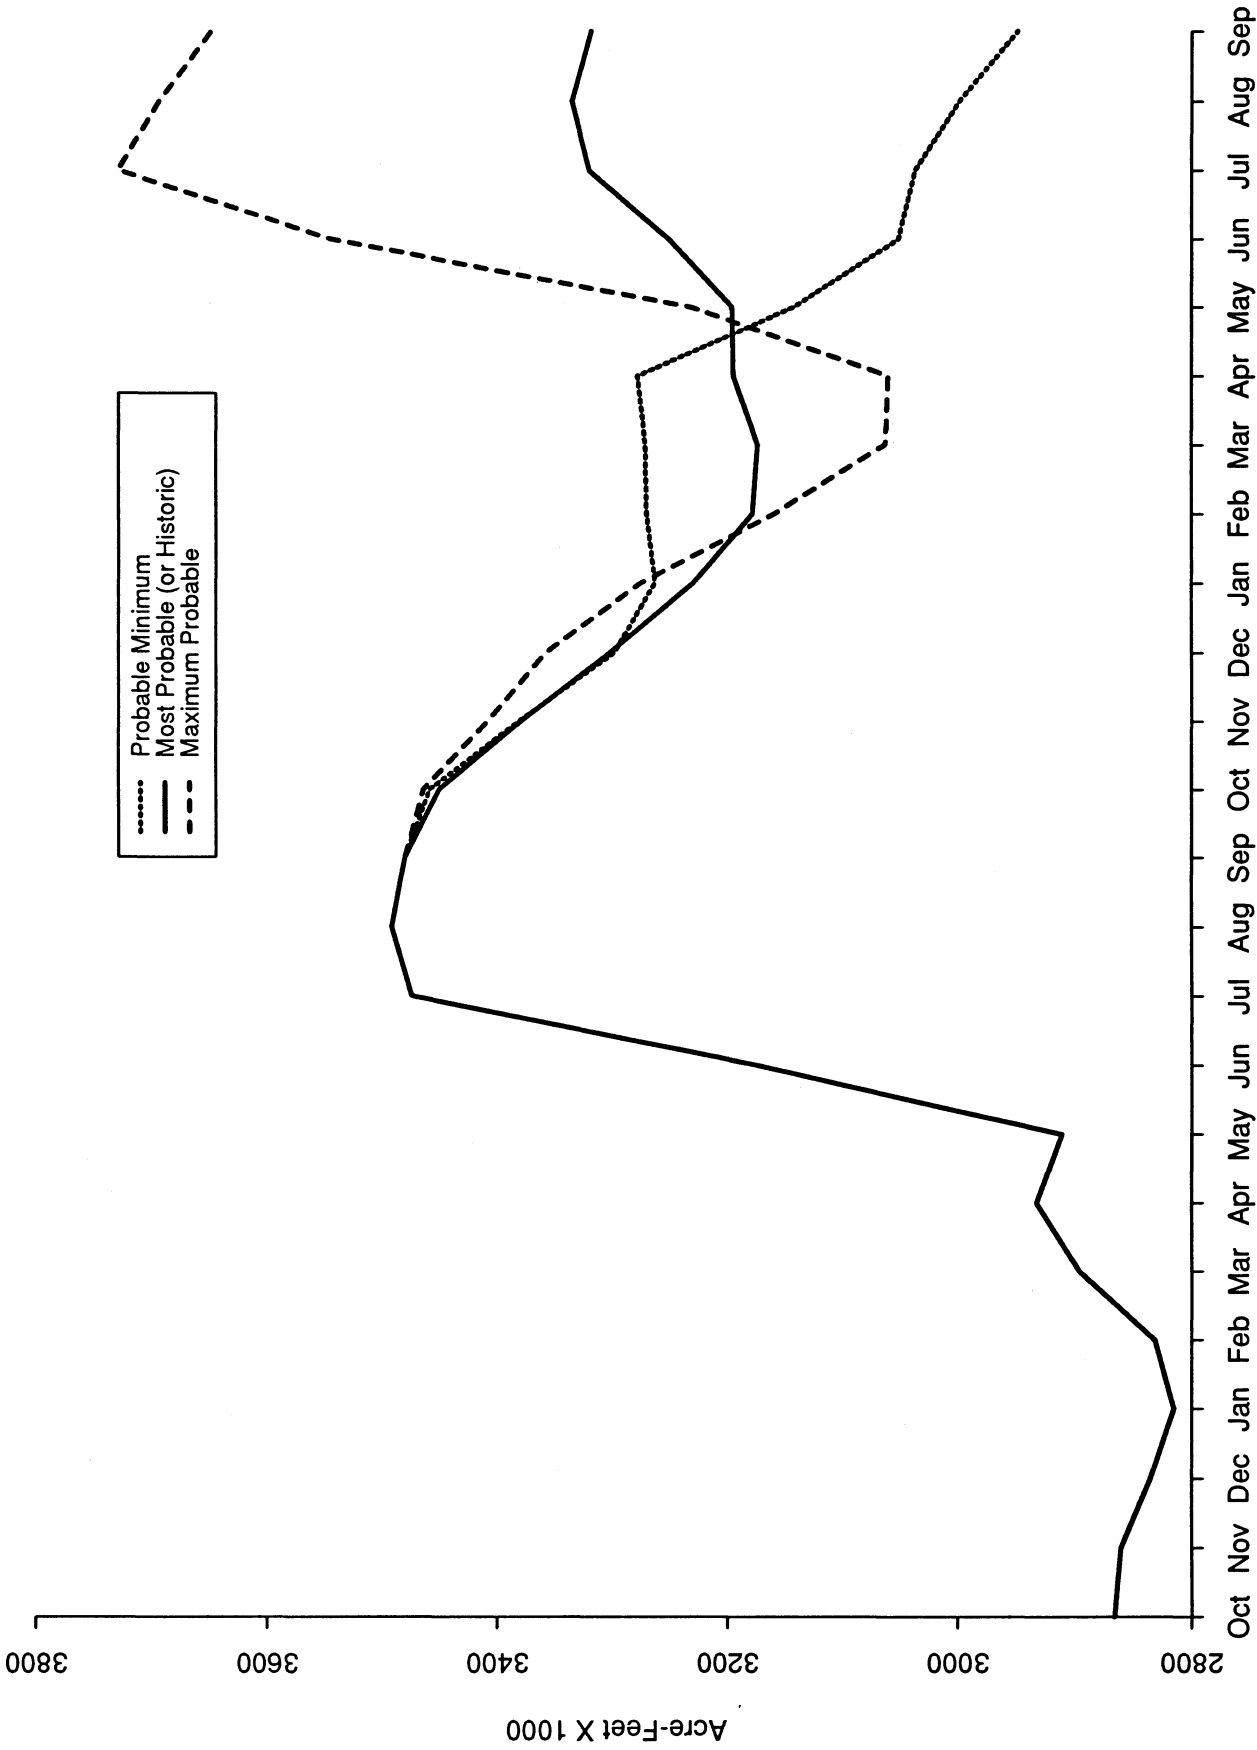 Probable Minimum
Most Probable (or Historic)
Maximum Probable
Acre-Feet X 1000
3800
3600
3400
3200
3000
2800
Oct Nov Dec Jan Feb Mar Apr May Jun Jul Aug Sep Oct Nov Dec Jan Feb Mar Apr May Jun Jul Aug Sep